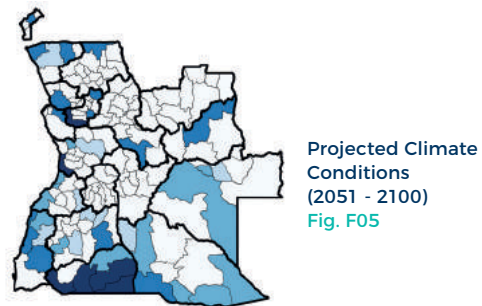 Projected Climate
Conditions
(2051 - 2100)
Fig. F05